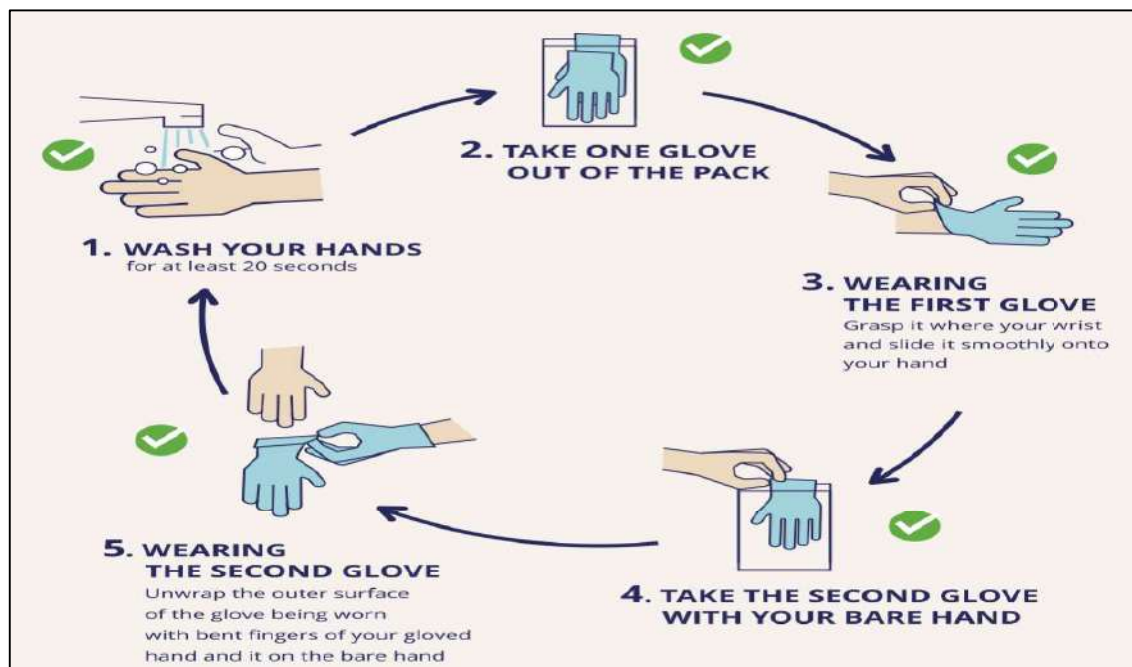 1. WASH YOUR HANDS
for at least 20 seconds
2. TAKE ONE GLOVE
OUT OF THE PACK
3. WEARING
THE FIRST GLOVE
Grasp it where your wrist
and slide it smoothly onto
your hand
4. TAKE THE SECOND GLOVE
WITH YOUR BARE HAND
5. WEARING
THE SECOND GLOVE
Unwrap the outer surface
of the glove being worn
with bent fingers of your gloved
hand and it on the bare hand